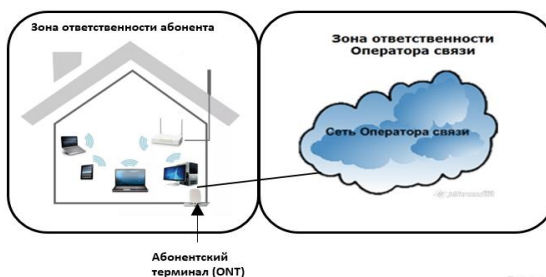 Зона ответственности абонента
Зона ответственности
Оператора связи
Сеть Оператора связи
Абонентский
терминал (ONT)